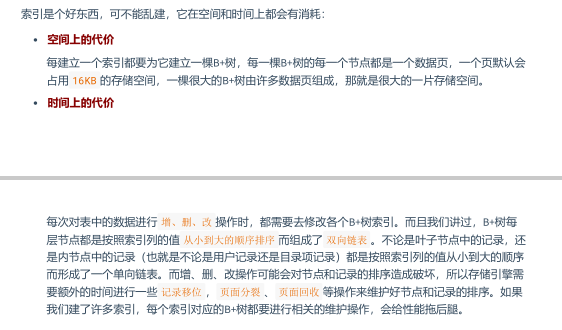 索引是个好东西，可不能乱建，它在空间和时间上都会有消耗：
• 空间上的代价
每建立一个索引都要为它建立一棵B+树，每一棵B+树的每一个节点都是一个数据页，一个页默认会
占用 16KB 的存储空间，一棵很大的B+树由许多数据页组成，那就是很大的一片存储空间。
• 时间上的代价
每次对表中的数据进行 增、删、改 操作时，都需要去修改各个B+树索引。而且我们讲过，B+树每
层节点都是按照索引列的值 从小到大的顺序排序 而组成了 双向链表 。不论是叶子节点中的记录，还
是内节点中的记录（也就是不论是用户记录还是目录项记录）都是按照索引列的值从小到大的顺序
而形成了一个单向链表。而增、删、改操作可能会对节点和记录的排序造成破坏，所以存储引擎需
要额外的时间进行一些 记录移位 ， 页面分裂 、 页面回收 等操作来维护好节点和记录的排序。如果
我们建了许多索引，每个索引对应的B+树都要进行相关的维护操作，会给性能拖后腿。